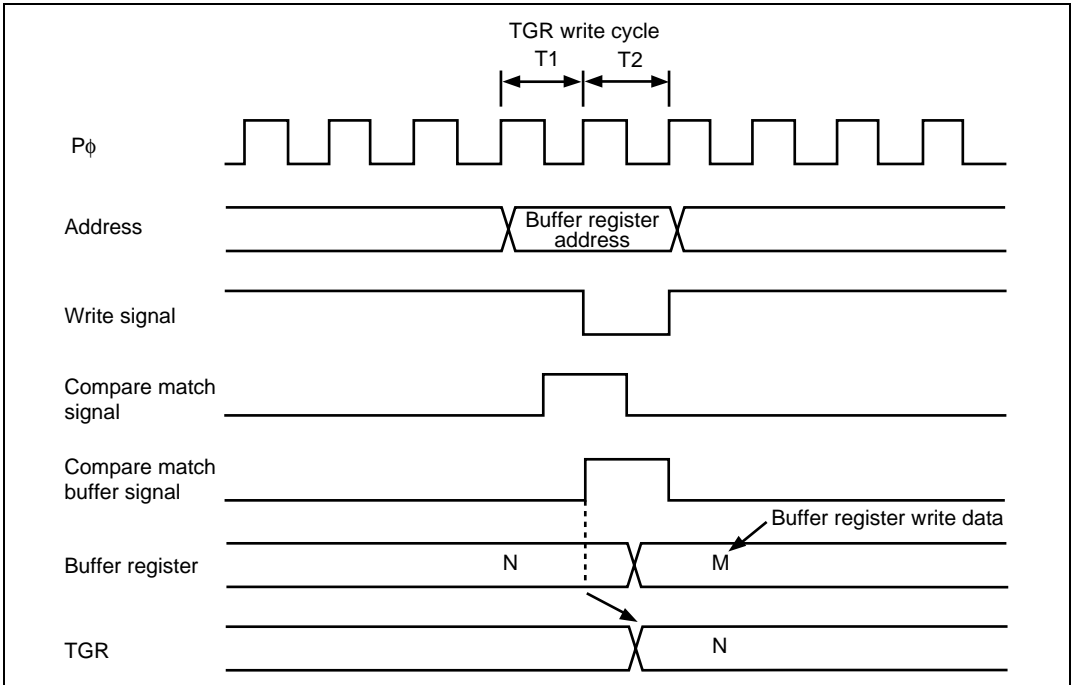 TGR write cycle
T1 T2
Pφ
Address
Buffer register
address
Write signal
Compare match
signal
Compare match
buffer signal
Buffer register write data
Buffer register
N M
TGR
N